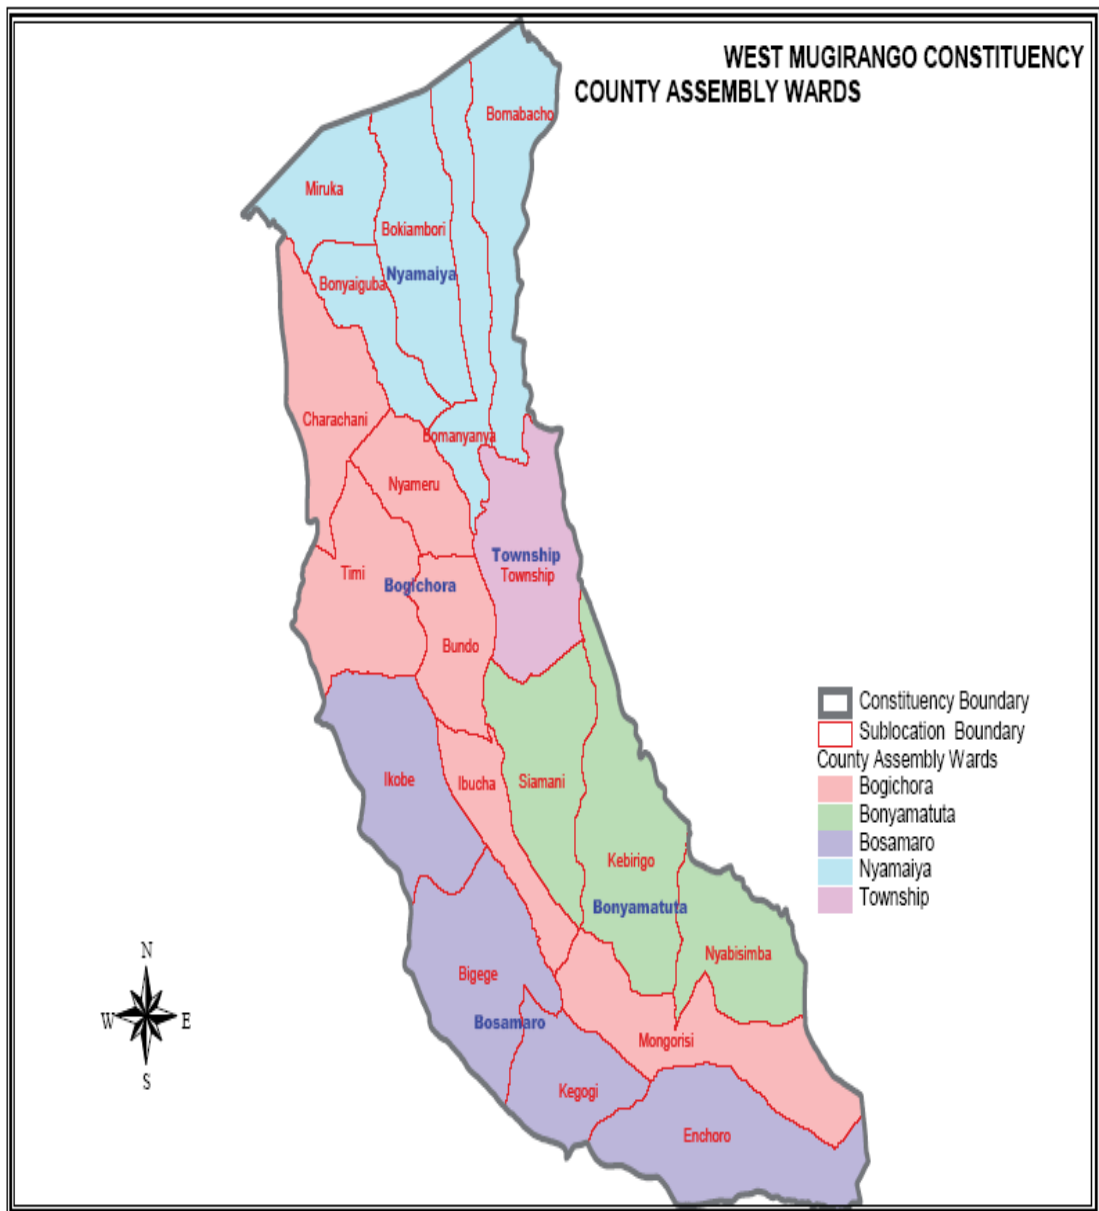 WEST MUGIRANGO CONSTITUENCY
COUNTY ASSEMBLY WARDS
Bomabacho
Miruka
Bokiambori
Nyamaiya
Bonyaiguba
Charachani
Bomanyanya
Nyameru
Township
Township
Timi
Bogichora
Bundo
Constituency Boundary
Sublocation Boundary
County Assembly Wards
Bogichora
Bonyamatuta
Bosamaro
Nyamaiya
Township
Ikobe
Ibucha
Siamani
Kebirigo
Bonyamatuta
Nyabisimba
Bigege
Bosamaro
Mongorisi
Kegogi
Enchoro
N
W E
S